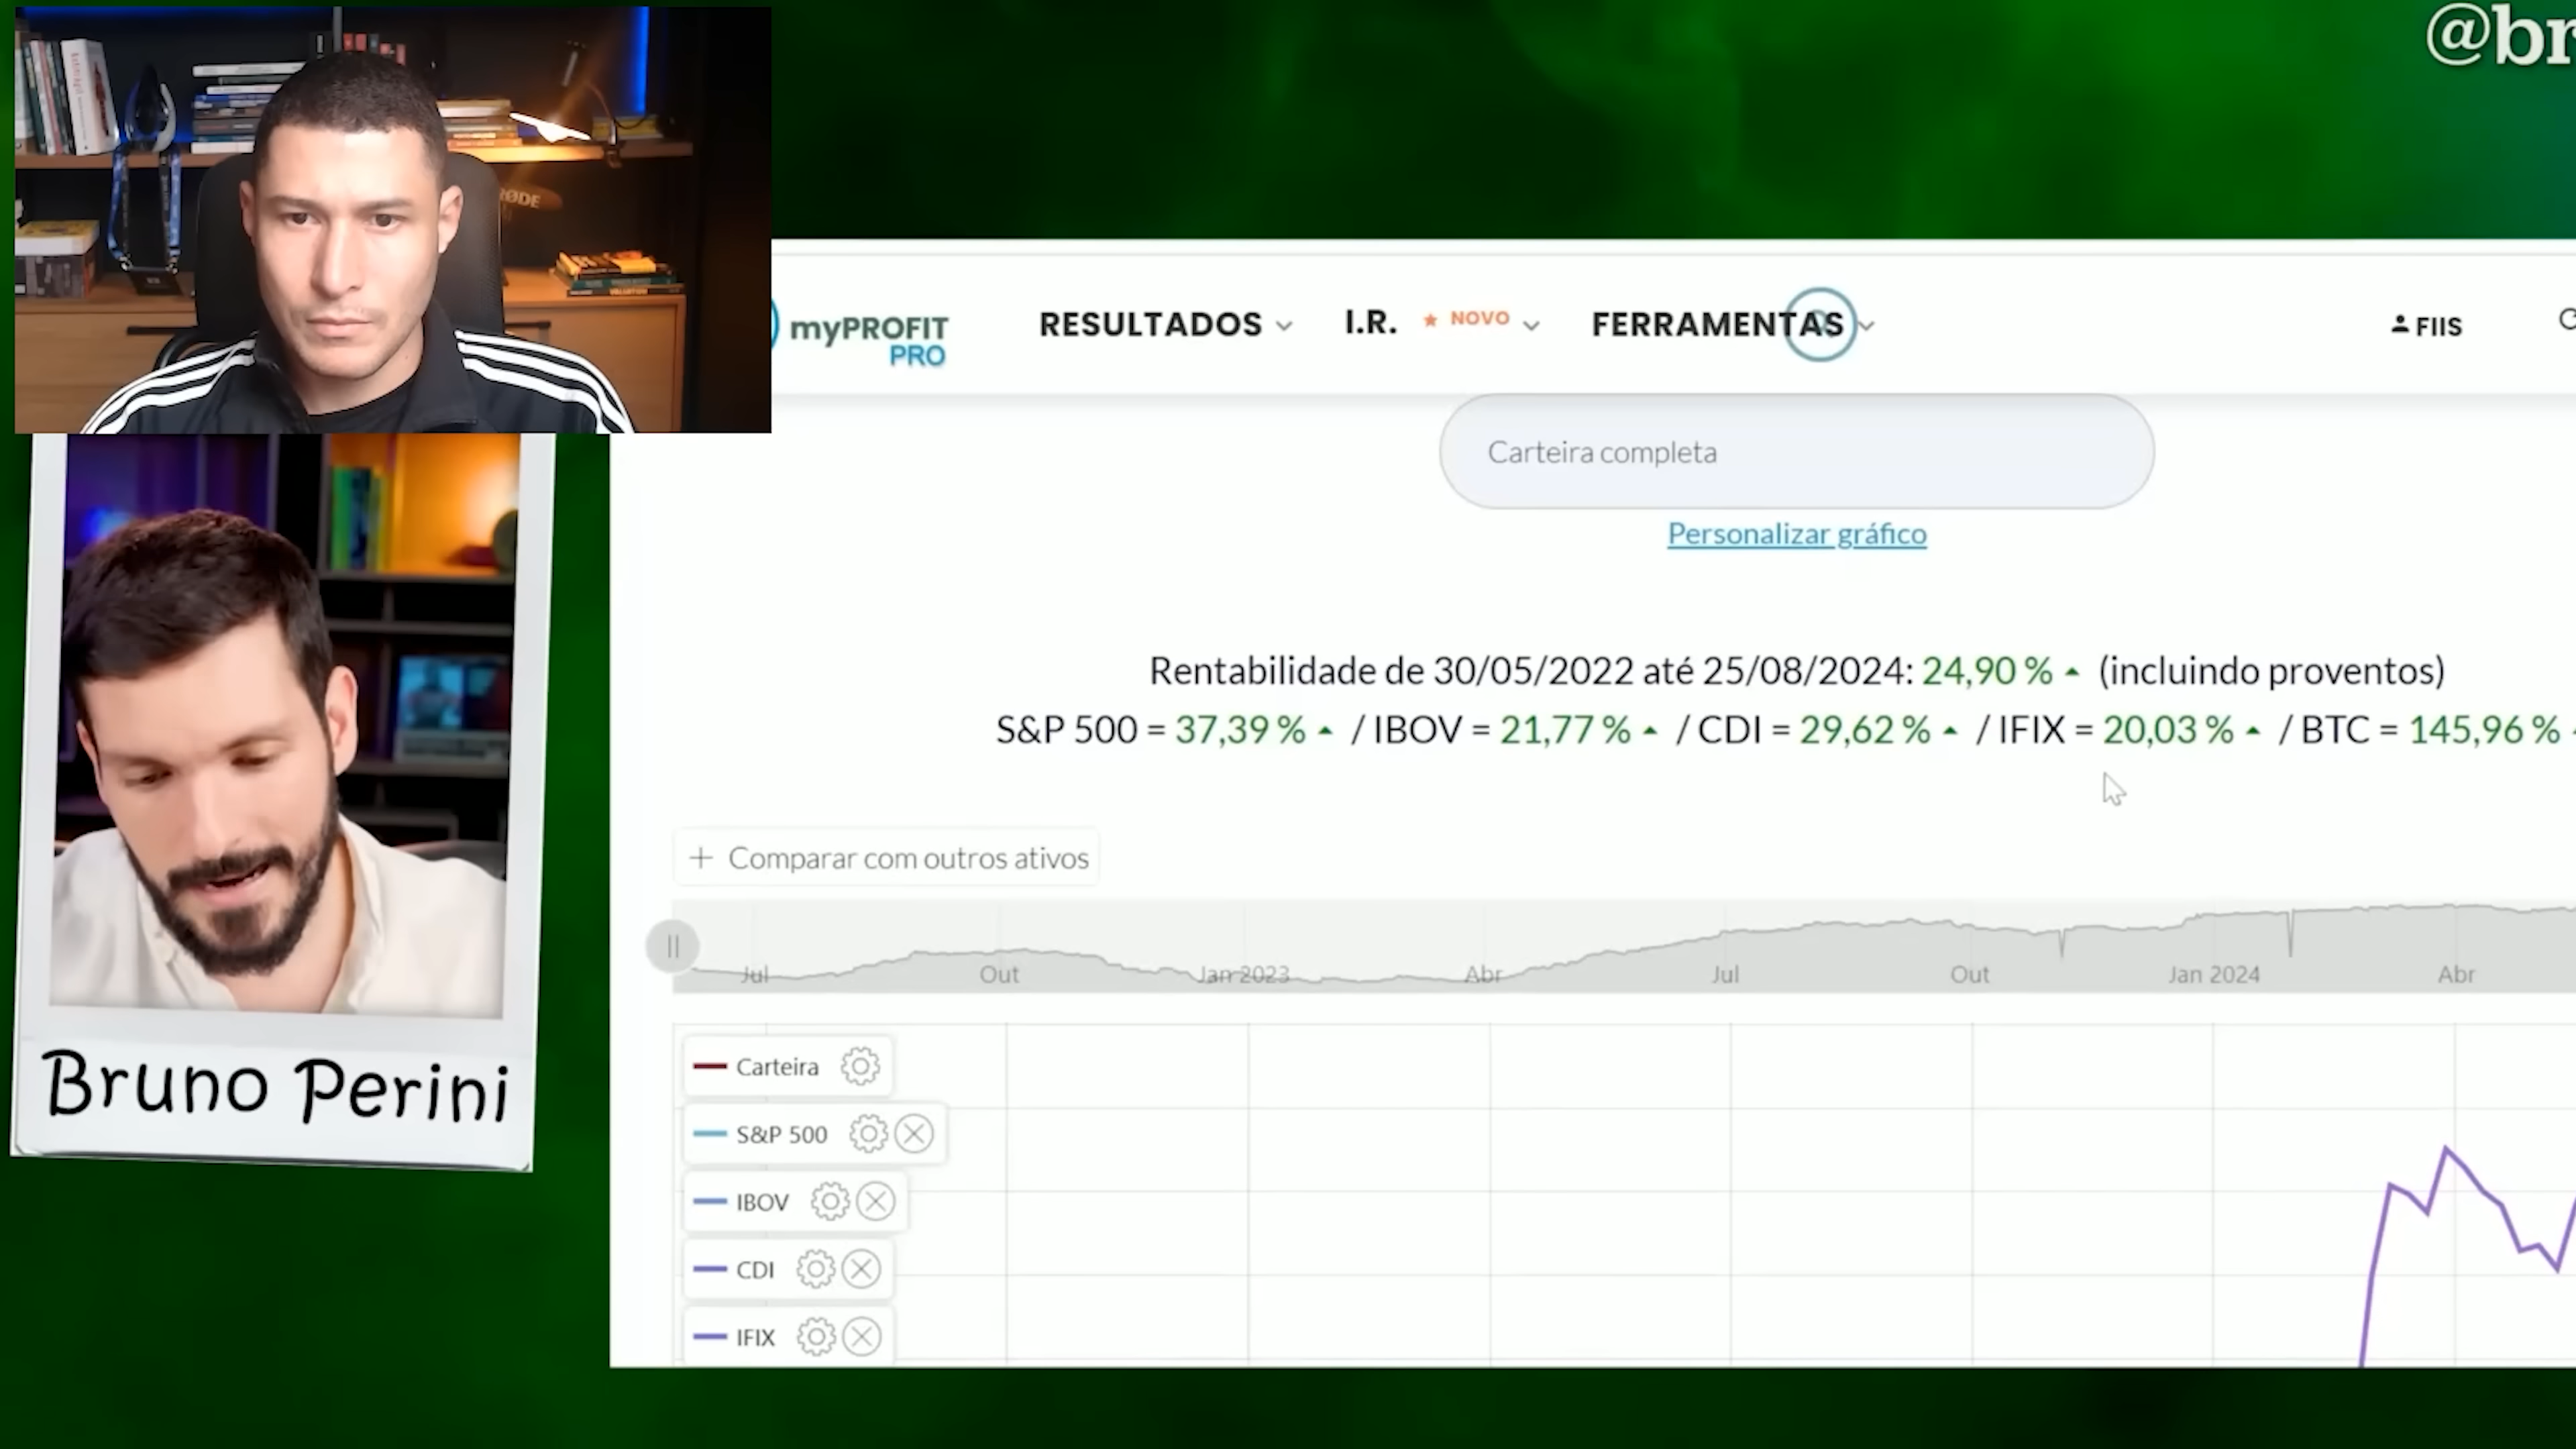 @br
RØDE
myPROFIT
PRO
RESULTADOS
I.R.
NOVO
FERRAMENTAS
FIIS
Carteira completa
Personalizar gráfico
Rentabilidade de 30/05/2022 até 25/08/2024: 24,90 % (incluindo proventos)
S&P 500 = 37,39 % / IBOV = 21,77 % / CDI = 29,62 % / IFIX = 20,03 % / BTC = 145,96 %
+ Comparar com outros ativos
Jul Out Jan 2023 Abr Jul Out Jan 2024 Abr
Carteira
S&P 500
IBOV
CDI
IFIX
Bruno Perini